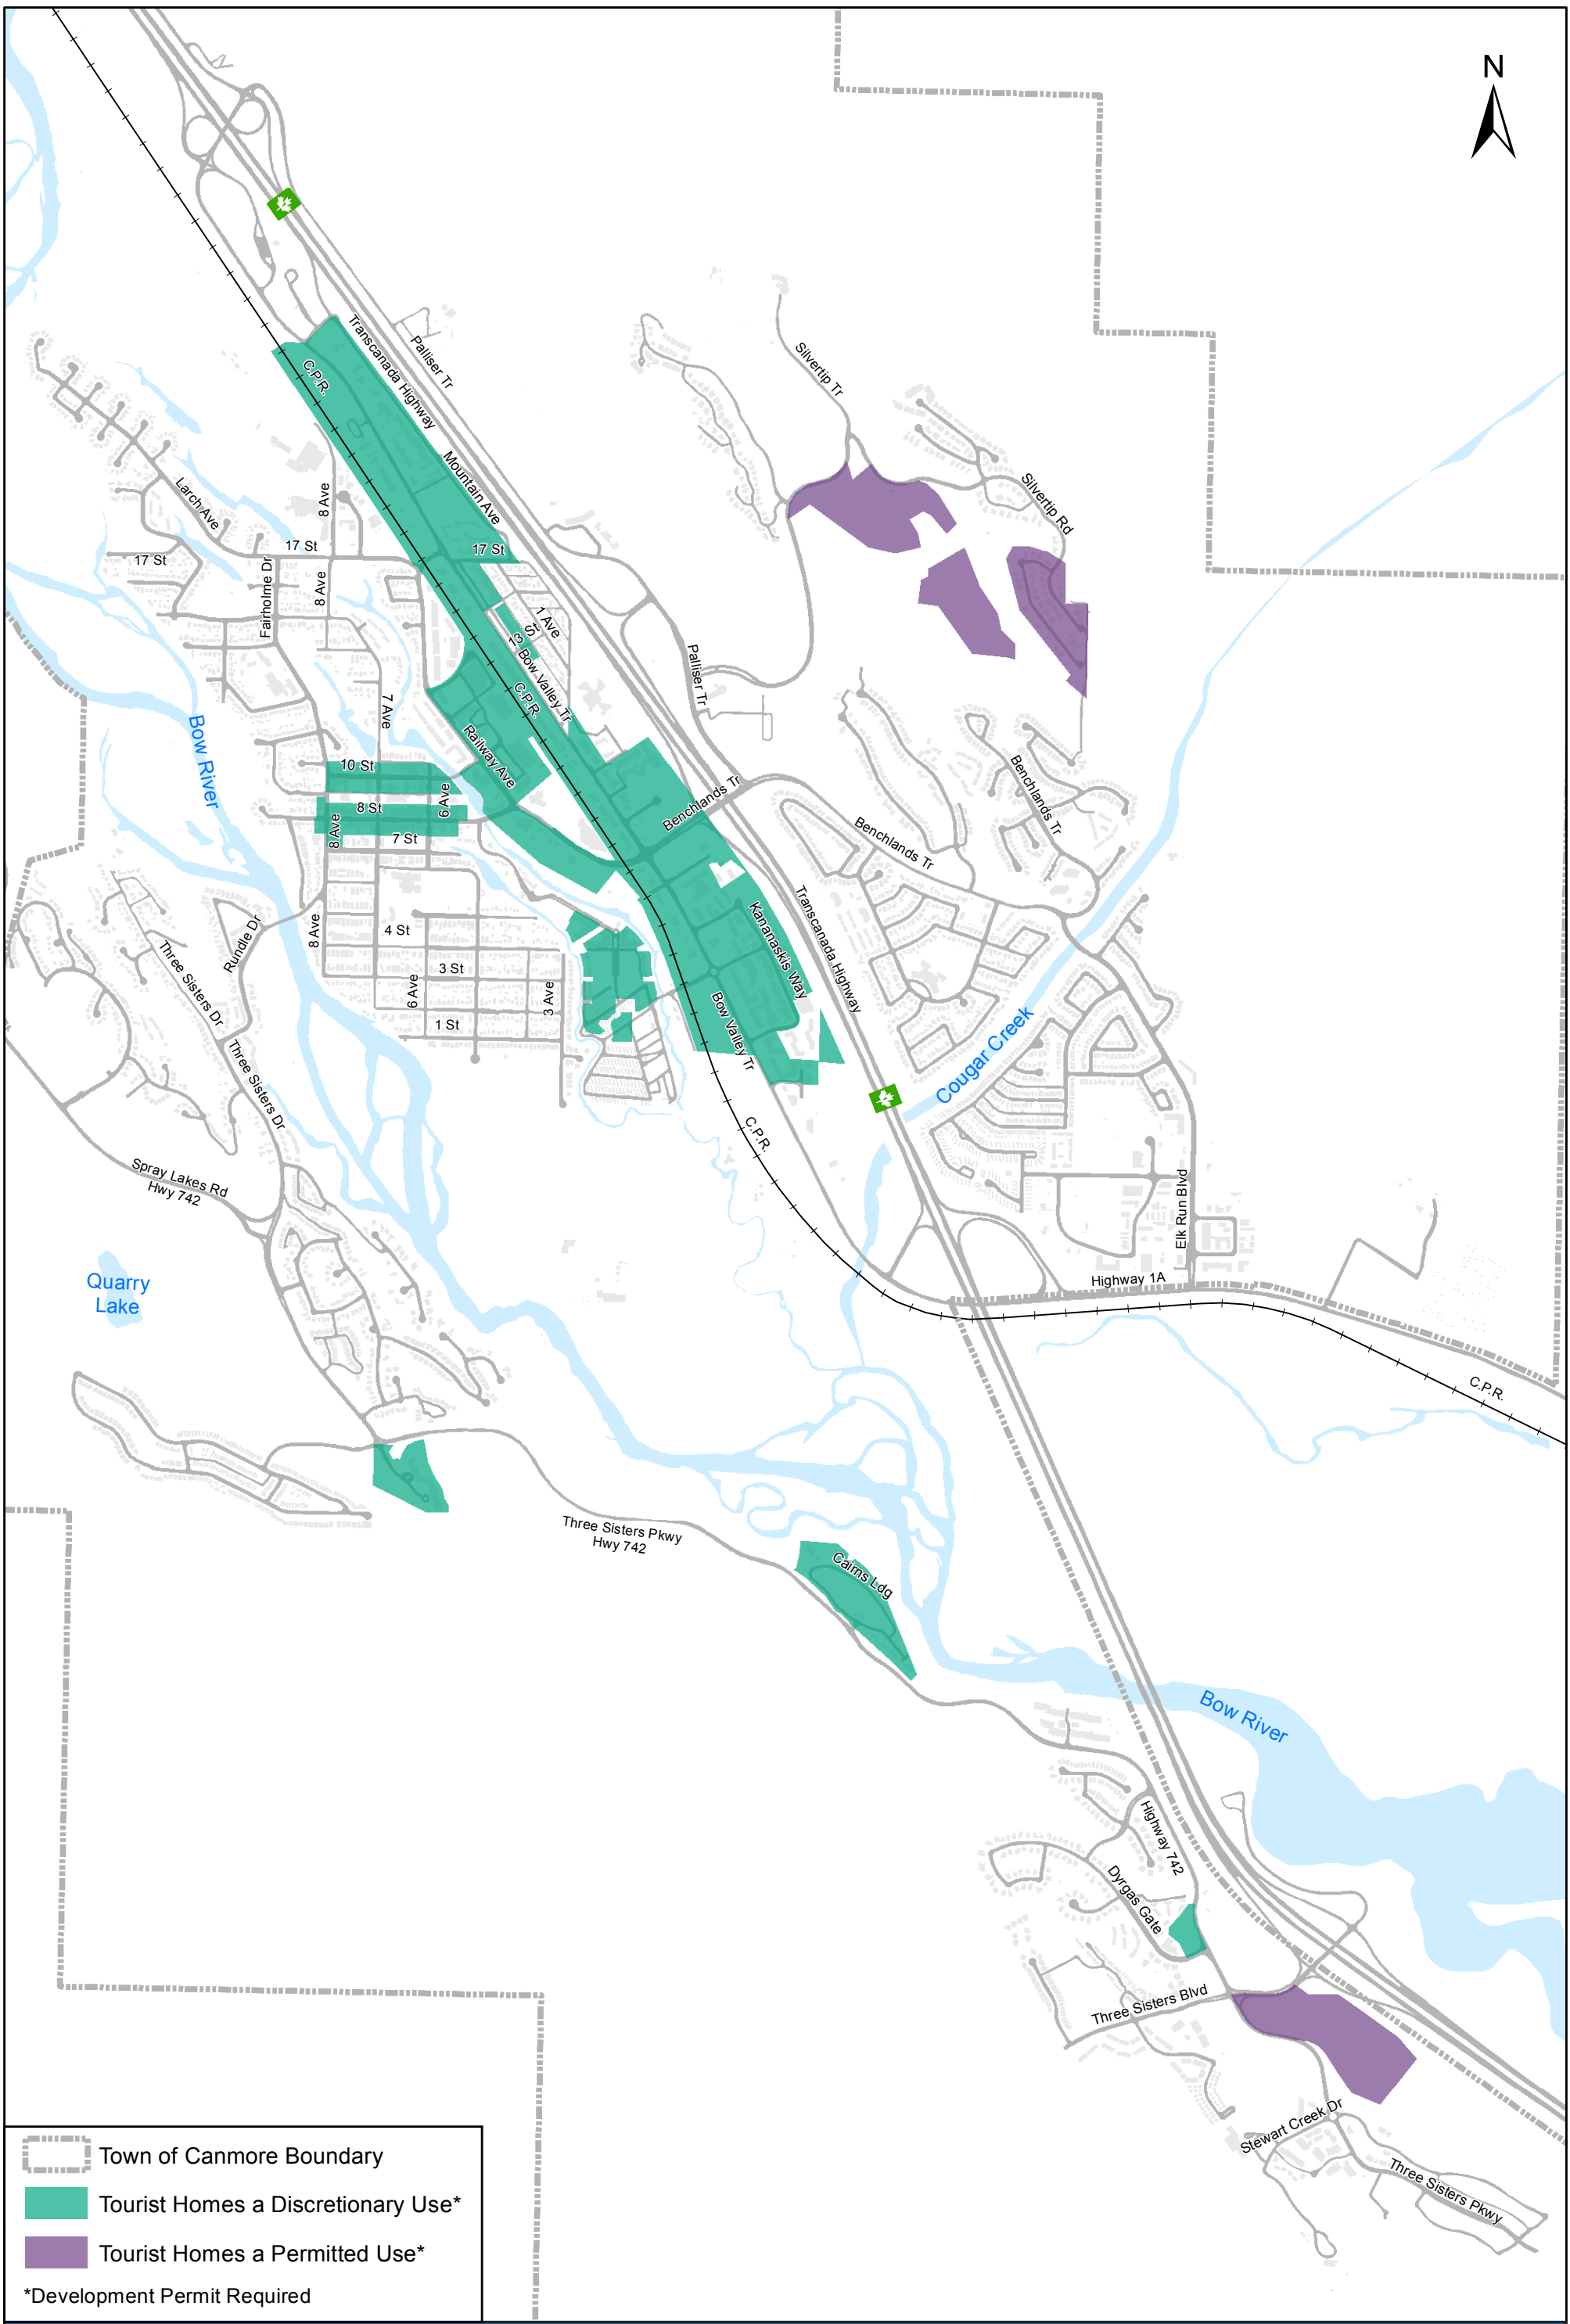 N
Transcanada Highway
Palliser Tr
C.P.R.
Silvertip Tr
Mountain Ave
Silvertip Rd
Larch Ave
8 Ave
17 St
17 St
17 St
Fairholme Dr
8 Ave
1 Ave
13 St
Bow Valley Tr
C.P.R.
Palliser Tr
7 Ave
Bow River
Railway Ave
10 St
6 Ave
8 St
8 Ave
7 St
Benchlands Tr
Benchlands Tr
Benchlands Tr
Kananaskis Way
Transcanada Highway
8 Ave
4 St
Rundle Dr
Three Sisters Dr
3 St
6 Ave
3 Ave
1 St
Bow Valley Tr
Cougar Creek
Three Sisters Dr
C.P.R.
Spray Lakes Rd
Hwy 742
Elk Run Blvd
Quarry
Lake
Highway 1A
C.P.R.
Three Sisters Pkwy
Hwy 742
Cairns Ldg
Bow River
Highway 742
Dyrgas Gate
Three Sisters Blvd
Stewart Creek Dr
Three Sisters Pkwy
Town of Canmore Boundary
Tourist Homes a Discretionary Use*
Tourist Homes a Permitted Use*
*Development Permit Required